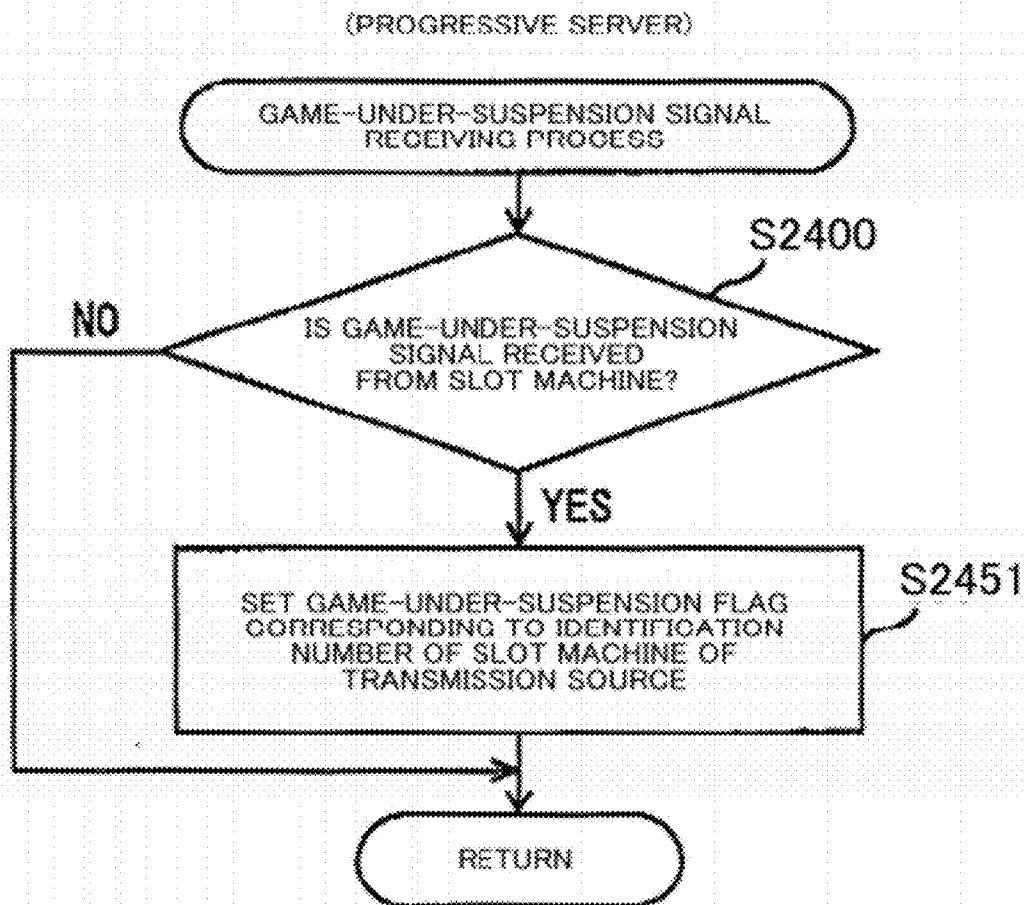 (PROGRESSIVE SERVER)
GAME-UNDER-SUSPENSION SIGNAL
RECEIVING PROCESS
S2400
NO
IS GAME-UNDER-SUSPENSION
SIGNAL RECEIVED
FROM SLOT MACHINE?
YES
S2451
SET GAME-UNDER-SUSPENSION FLAG
CORRESPONDING TO IDENTIFICATION
NUMBER OF SLOT MACHINE OF
TRANSMISSION SOURCE
RETURN